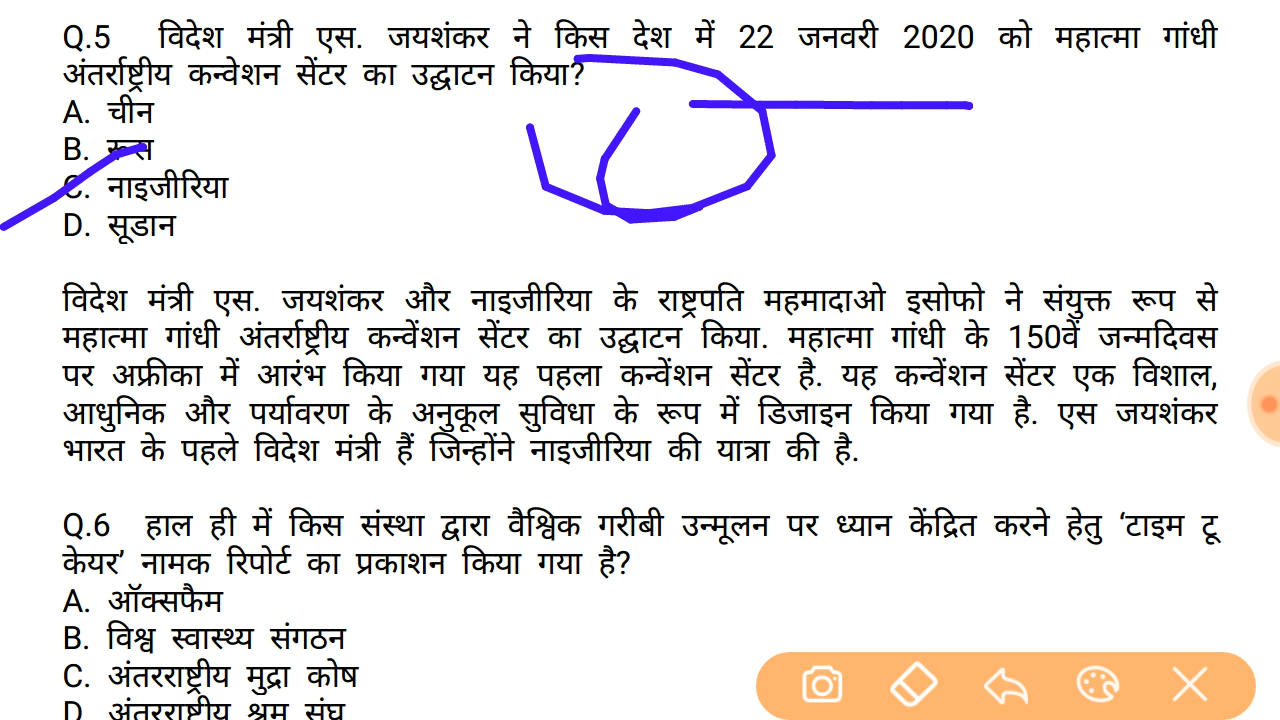 Q.5 विदेश मंत्री एस. जयशंकर ने किस देश में 22 जनवरी 2020 को महात्मा गांधी
अंतर्राष्ट्रीय कन्वेशन सेंटर का उद्घाटन किया?
A. चीन
B. रूस
C. नाइजीरिया
D. सूडान
विदेश मंत्री एस. जयशंकर और नाइजीरिया के राष्ट्रपति महमादाओ इसोफो ने संयुक्त रूप से
महात्मा गांधी अंतर्राष्ट्रीय कन्वेंशन सेंटर का उद्घाटन किया. महात्मा गांधी के 150वें जन्मदिवस
पर अफ्रीका में आरंभ किया गया यह पहला कन्वेंशन सेंटर है. यह कन्वेंशन सेंटर एक विशाल,
आधुनिक और पर्यावरण के अनुकूल सुविधा के रूप में डिजाइन किया गया है. एस जयशंकर
भारत के पहले विदेश मंत्री हैं जिन्होंने नाइजीरिया की यात्रा की है.
Q.6 हाल ही में किस संस्था द्वारा वैश्विक गरीबी उन्मूलन पर ध्यान केंद्रित करने हेतु ‘टाइम टू
केयर’ नामक रिपोर्ट का प्रकाशन किया गया है?
A. ऑक्सफैम
B. विश्व स्वास्थ्य संगठन
C. अंतरराष्ट्रीय मुद्रा कोष
D. अंतरराष्ट्रीय श्रम संघ